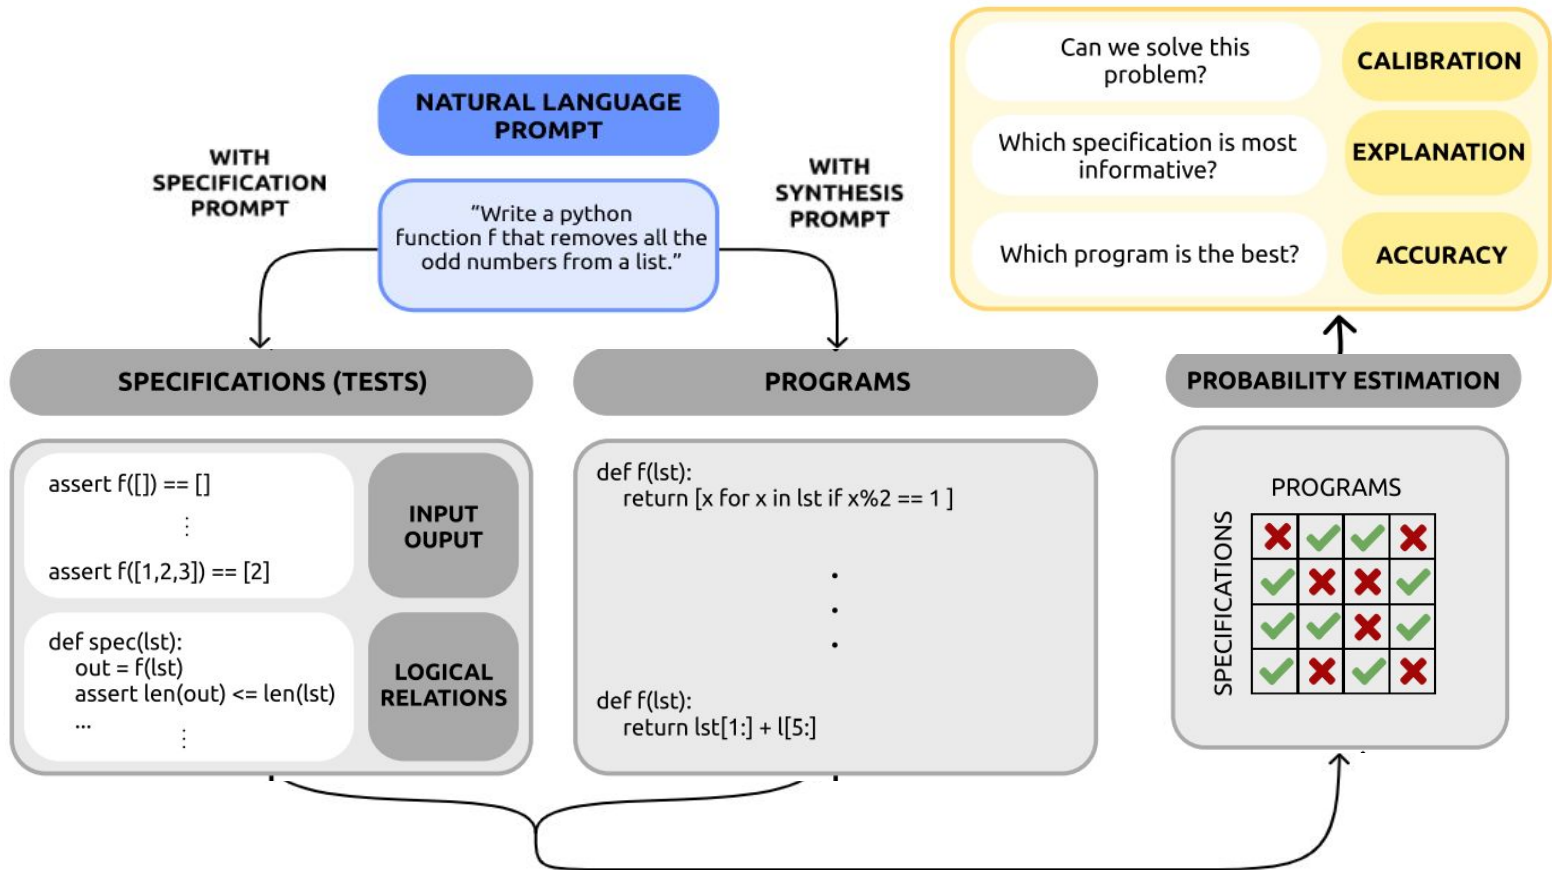 NATURAL LANGUAGE
PROMPT
WITH
SPECIFICATION
PROMPT
WITH
SYNTHESIS
PROMPT
“Write a python
function f that removes all the
odd numbers from a list.”
Can we solve this
problem?
CALIBRATION
Which specification is most
informative?
EXPLANATION
Which program is the best?
ACCURACY
SPECIFICATIONS (TESTS)
assert f([]) == []
⋮
assert f([1,2,3]) == [2]
INPUT
OUPUT
def spec(lst):
out = f(lst)
assert len(out) <= len(lst)
...
⋮
LOGICAL
RELATIONS
PROGRAMS
def f(lst):
return [x for x in lst if x%2 == 1 ]
.
.
.
def f(lst):
return lst[1:] + l[5:]
PROBABILITY ESTIMATION
PROGRAMS
SPECIFICATIONS